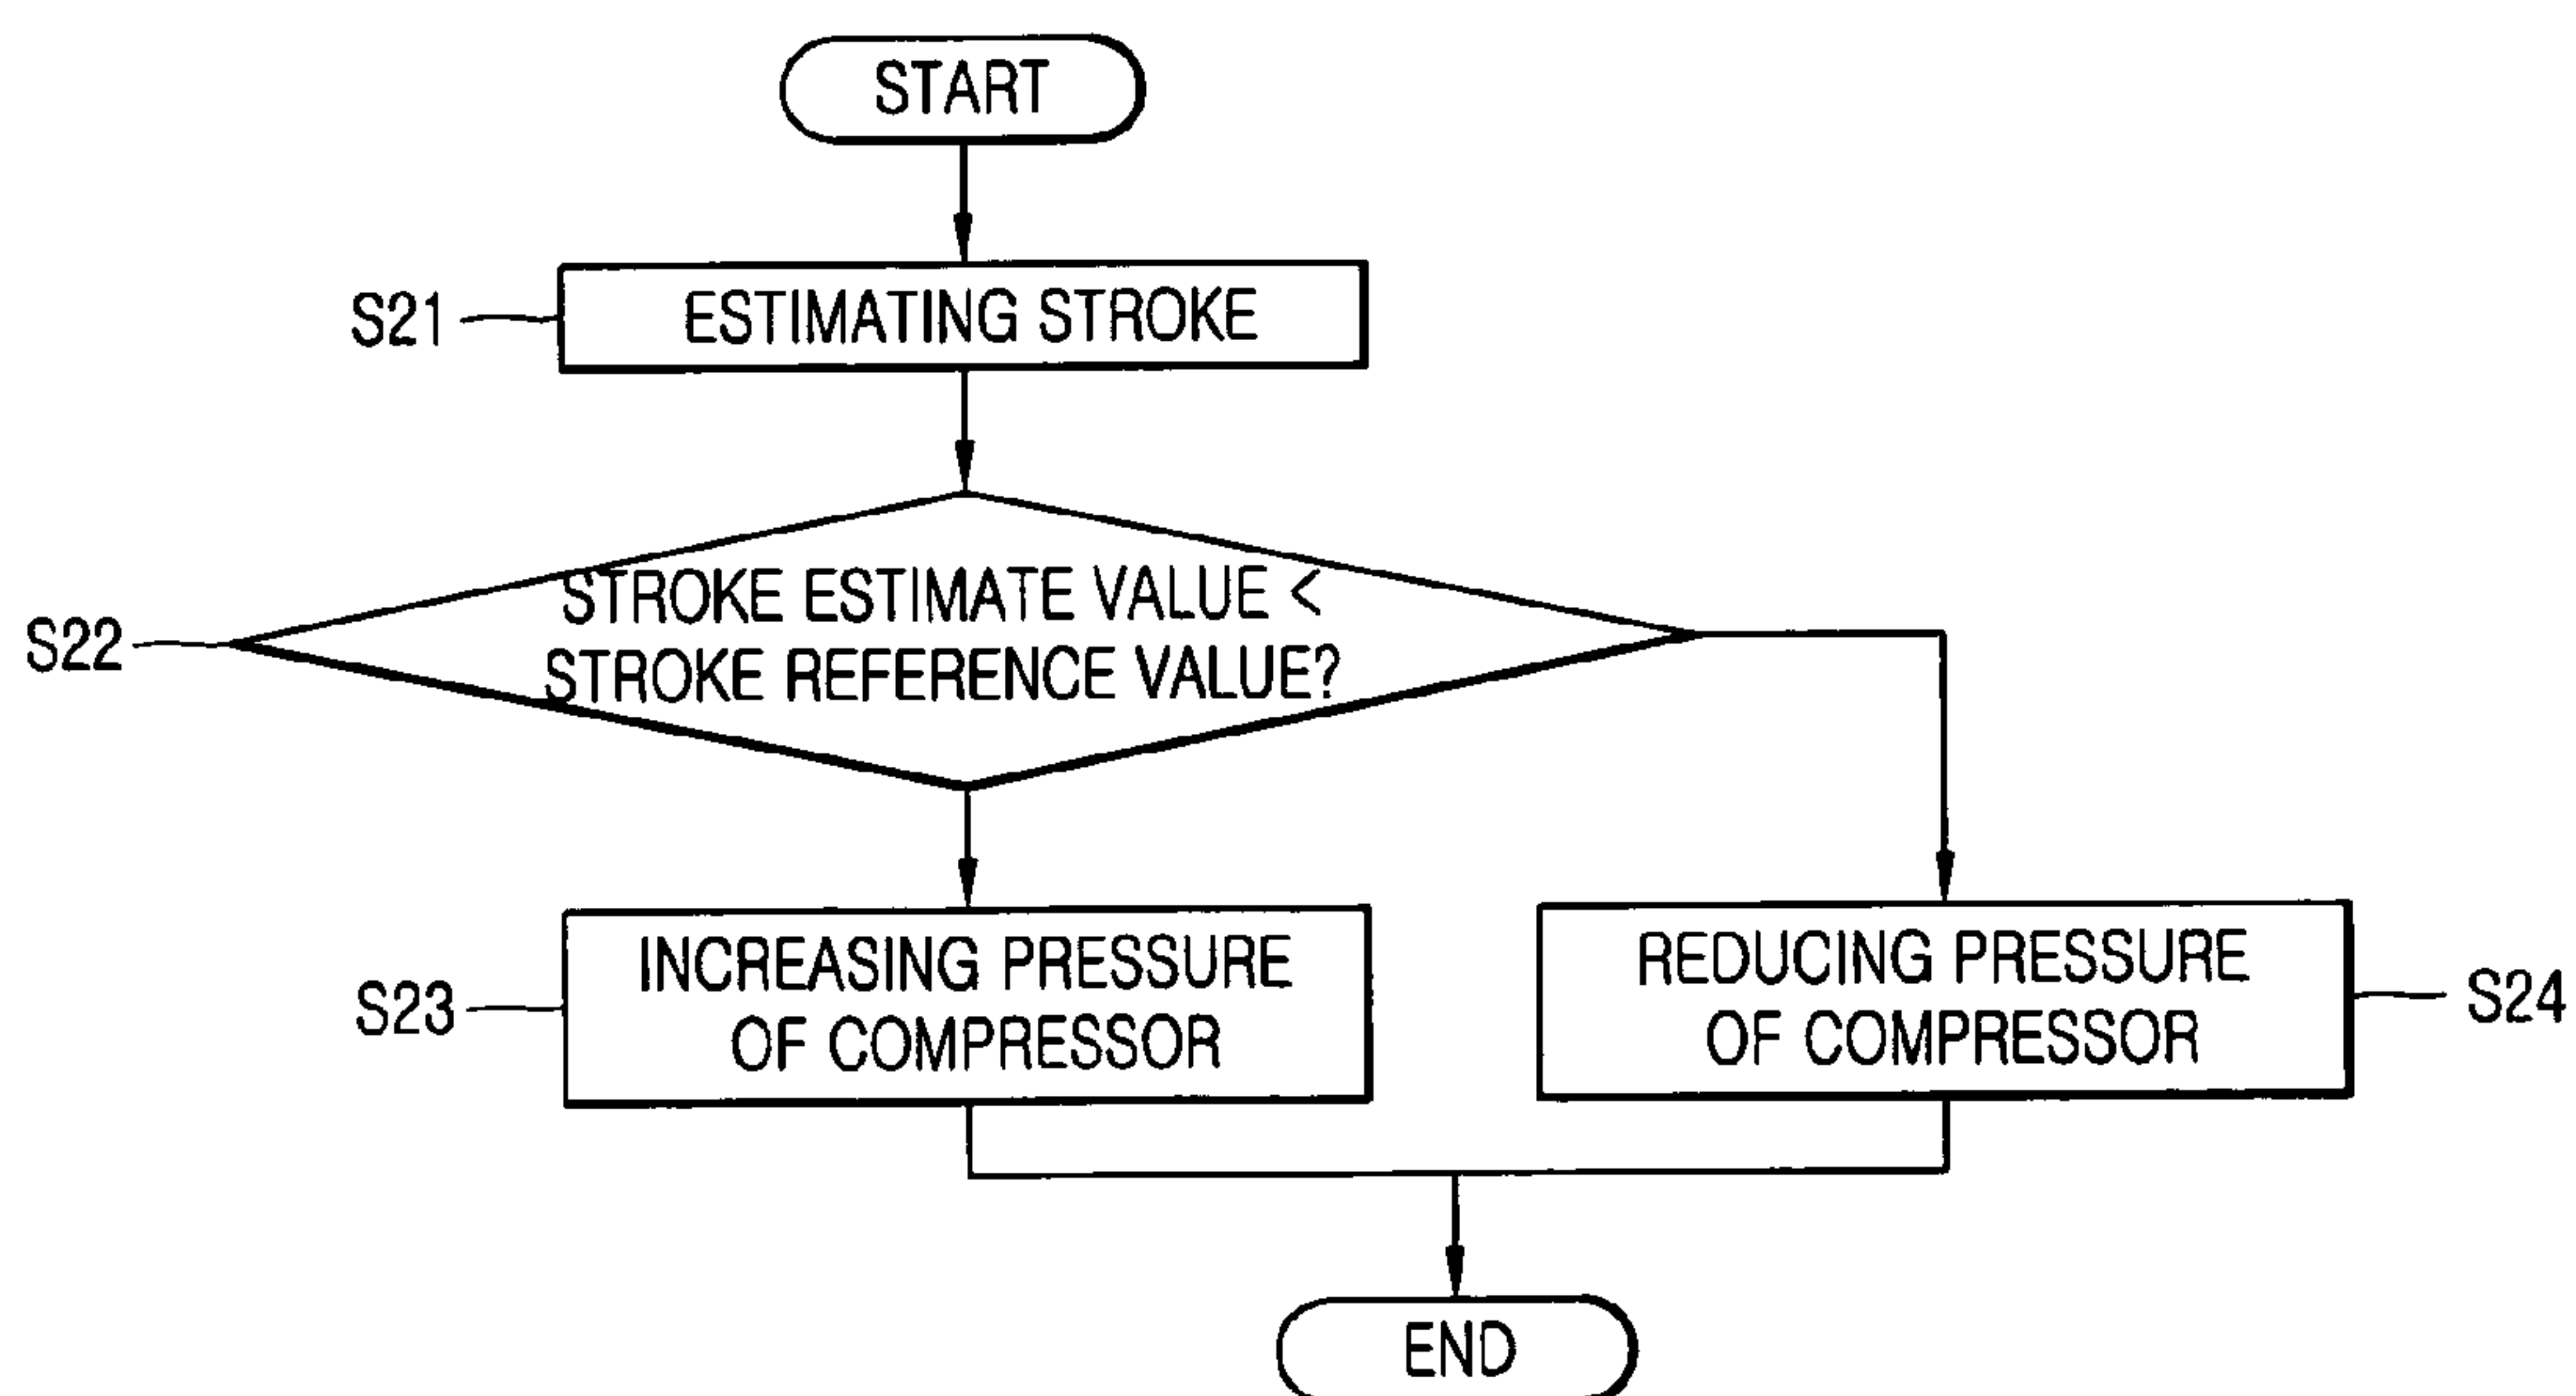 START
S21
ESTIMATING STROKE
S22
STROKE ESTIMATE VALUE <
STROKE REFERENCE VALUE?
S23
INCREASING PRESSURE
OF COMPRESSOR
REDUCING PRESSURE
OF COMPRESSOR
S24
END